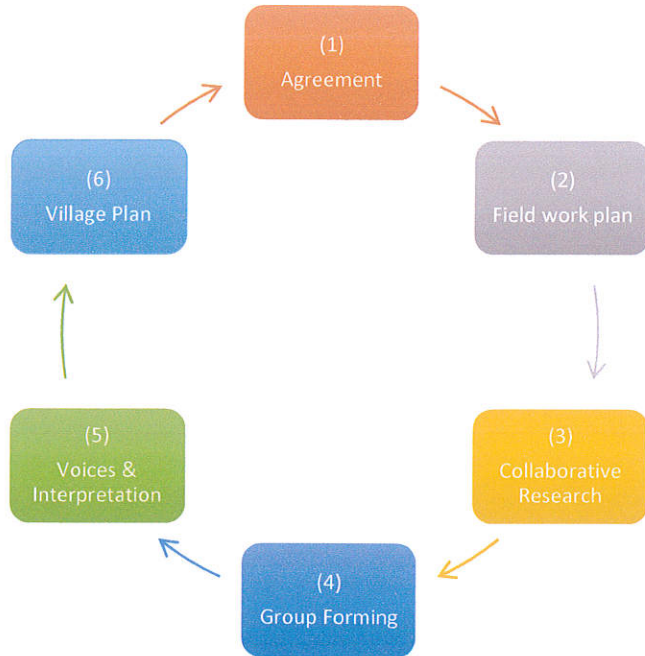 (1)
Agreement
(2)
Field work plan
(3)
Collaborative
Research
(4)
Group Forming
(5)
Voices &
Interpretation
(6)
Village Plan